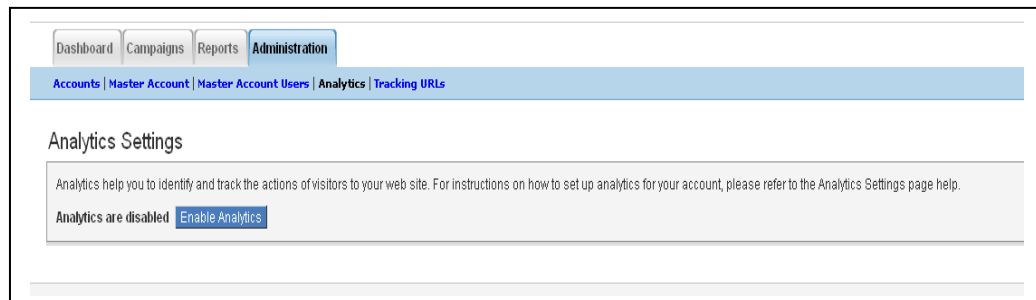 Dashboard Campaigns Reports Administration
Accounts | Master Account | Master Account Users | Analytics | Tracking URLs
Analytics Settings
Analytics help you to identify and track the actions of visitors to your web site. For instructions on how to set up analytics for your account, please refer to the Analytics Settings page help.
Analytics are disabled Enable Analytics